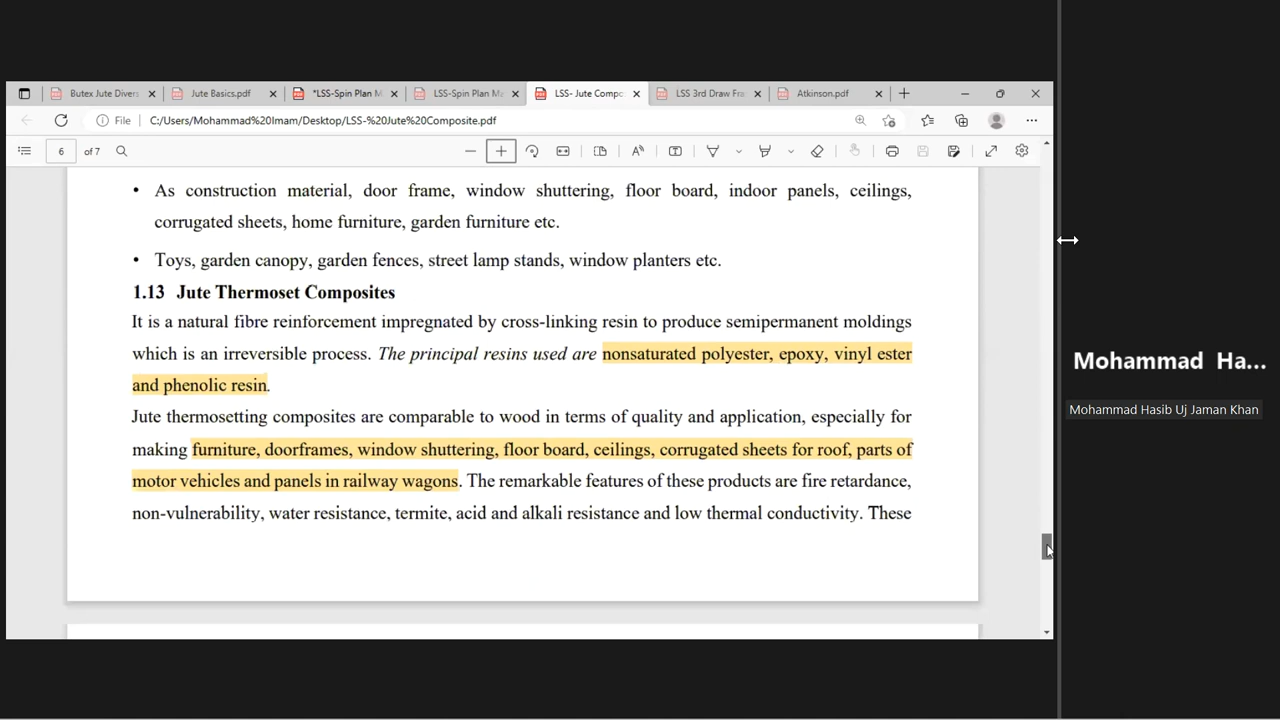 Butex Jute Divers
Jute Basics.pdf
*LSS-Spin Plan M
LSS-Spin Plan Ma
LSS- Jute Compo
LSS 3rd Draw Fra
Atkinson.pdf
File C:/Users/Mohammad%20Imam/Desktop/LSS-%20Jute%20Composite.pdf
6 of 7
• As construction material, door frame, window shuttering, floor board, indoor panels, ceilings,
corrugated sheets, home furniture, garden furniture etc.
• Toys, garden canopy, garden fences, street lamp stands, window planters etc.
1.13 Jute Thermoset Composites
It is a natural fibre reinforcement impregnated by cross-linking resin to produce semipermanent moldings
which is an irreversible process. The principal resins used are nonsaturated polyester, epoxy, vinyl ester
and phenolic resin.
Jute thermosetting composites are comparable to wood in terms of quality and application, especially for
making furniture, doorframes, window shuttering, floor board, ceilings, corrugated sheets for roof, parts of
motor vehicles and panels in railway wagons. The remarkable features of these products are fire retardance,
non-vulnerability, water resistance, termite, acid and alkali resistance and low thermal conductivity. These
Mohammad Ha...
Mohammad Hasib Uj Jaman Khan